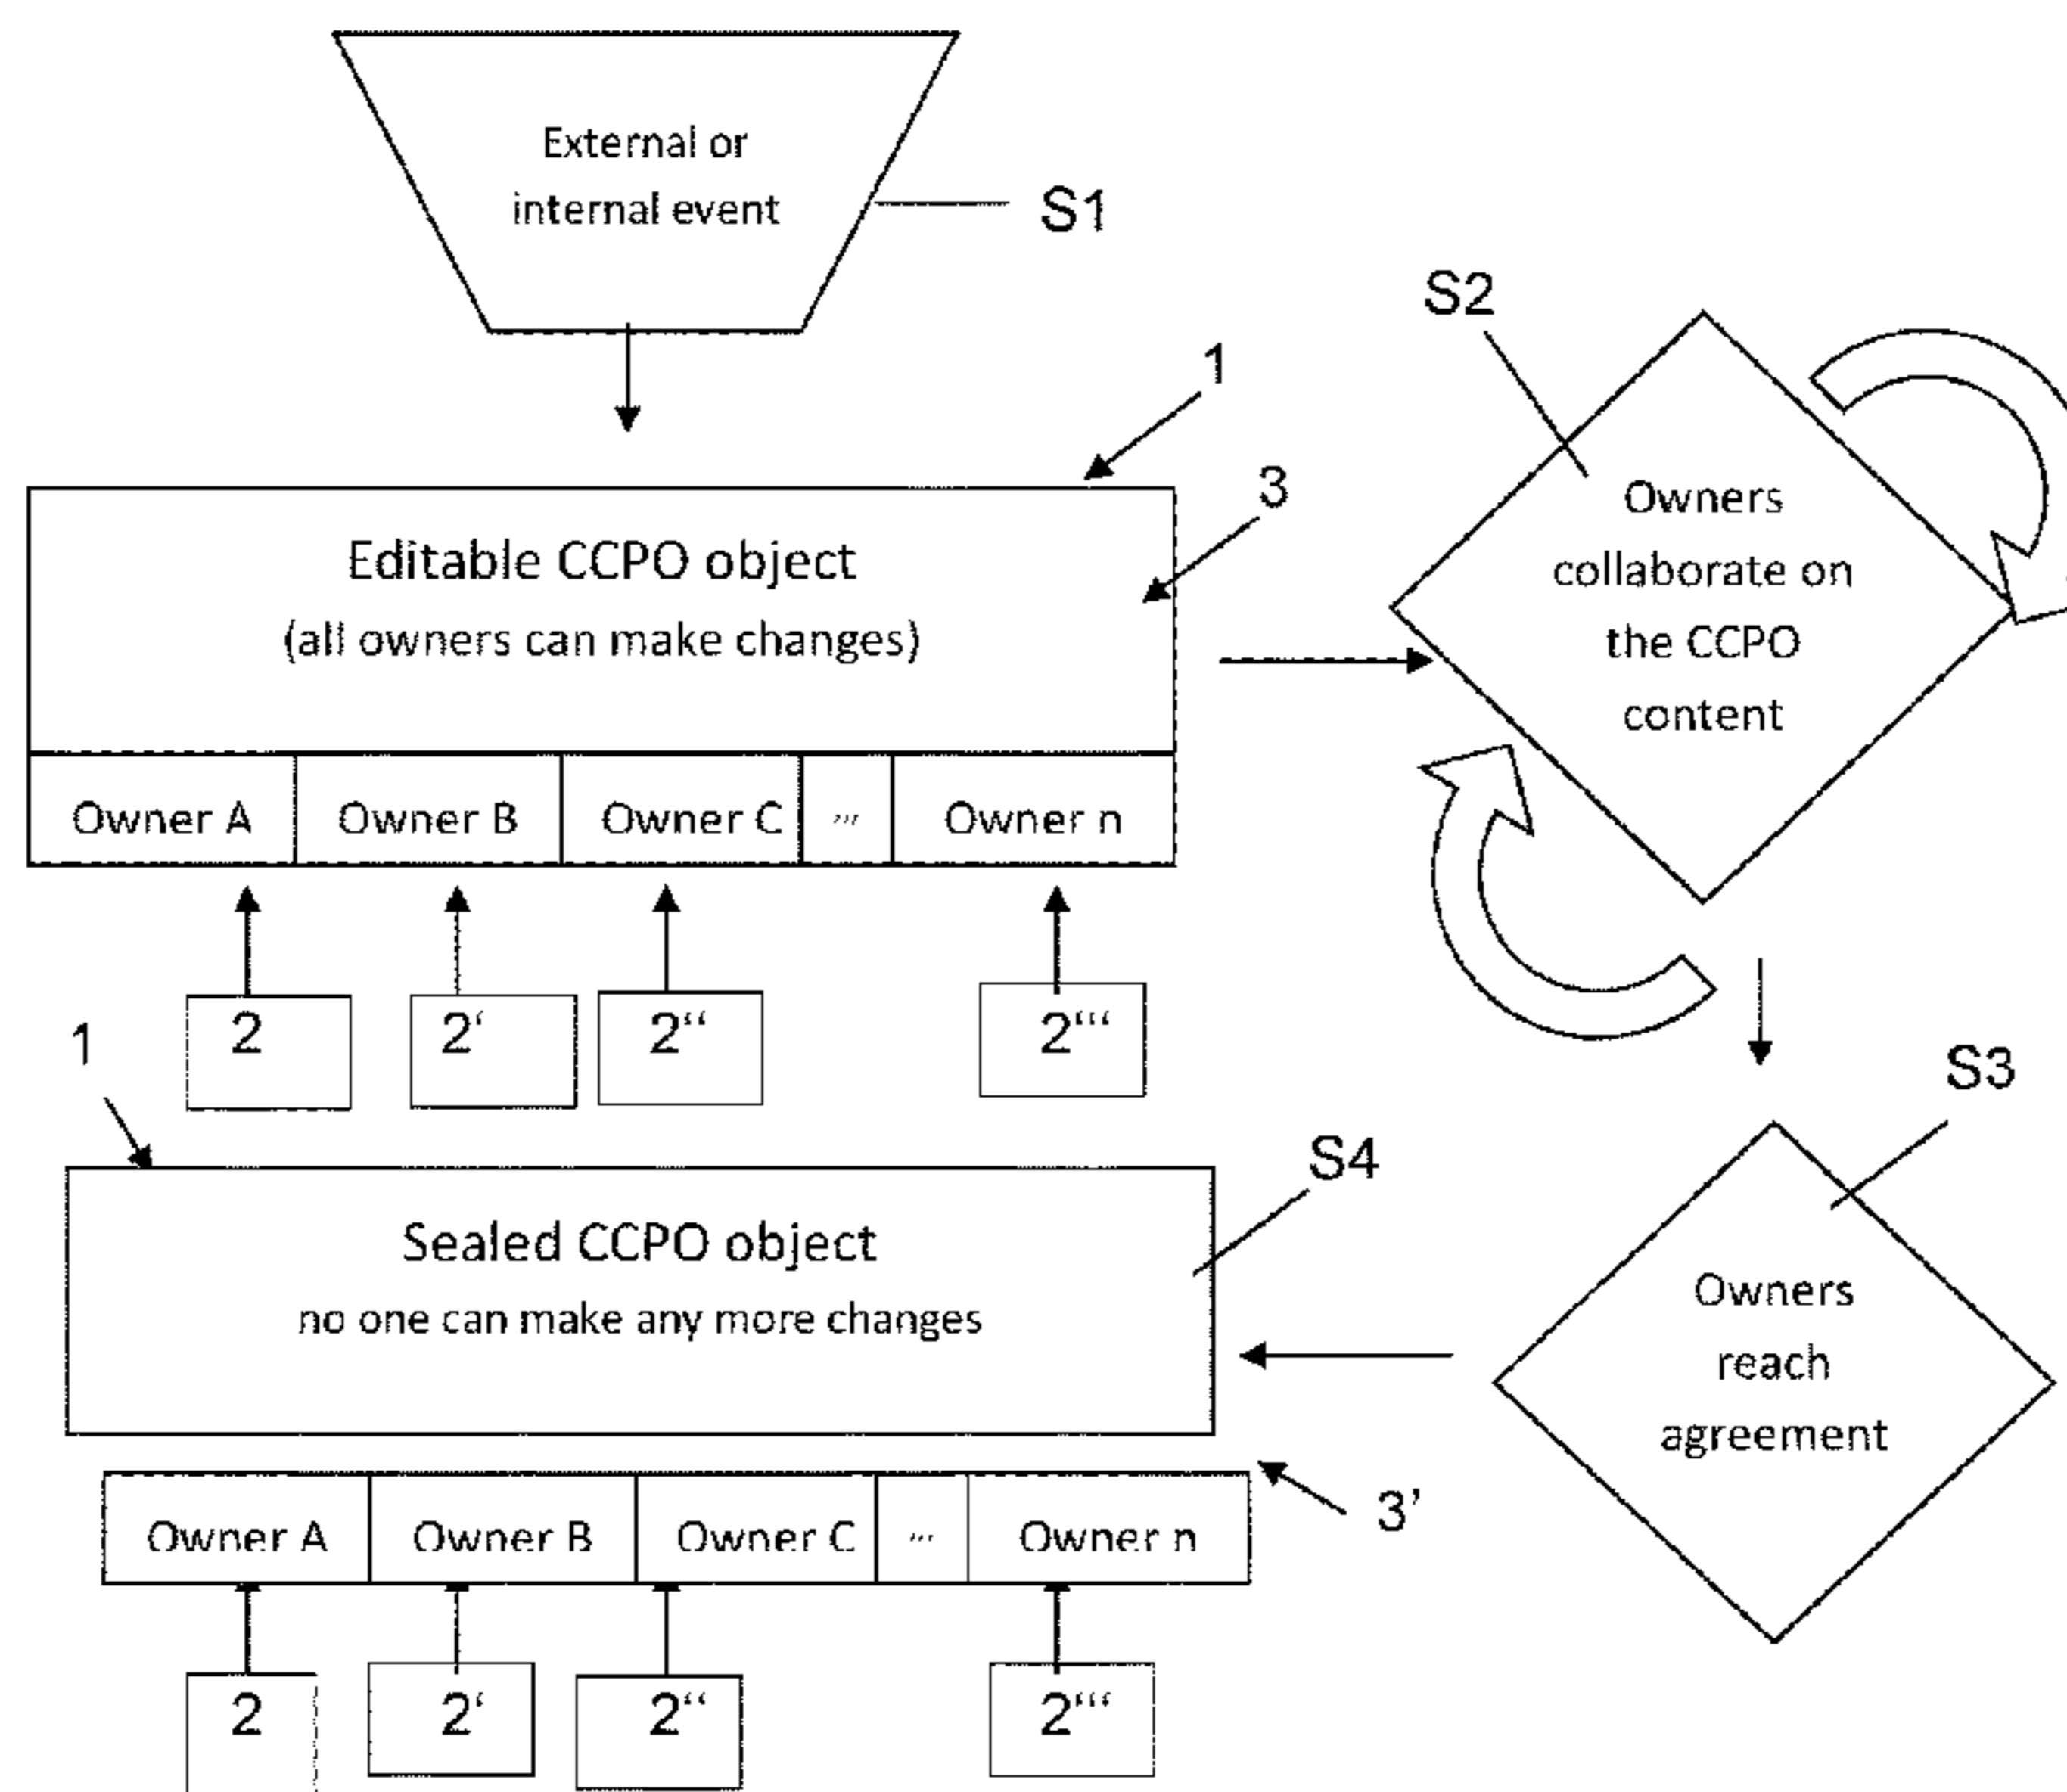 External or
internal event
S1
S2
1
3
Editable CCPO object
(all owners can make changes)
Owners
collaborate on
the CCPO
content
Owner A
Owner B
Owner C
...
Owner n
2
2‘
2‘‘
2‘‘‘
1
S3
S4
Sealed CCPO object
no one can make any more changes
Owners
reach
agreement
3’
Owner A
Owner B
Owner C
...
Owner n
2
2‘
2‘‘
2‘‘‘